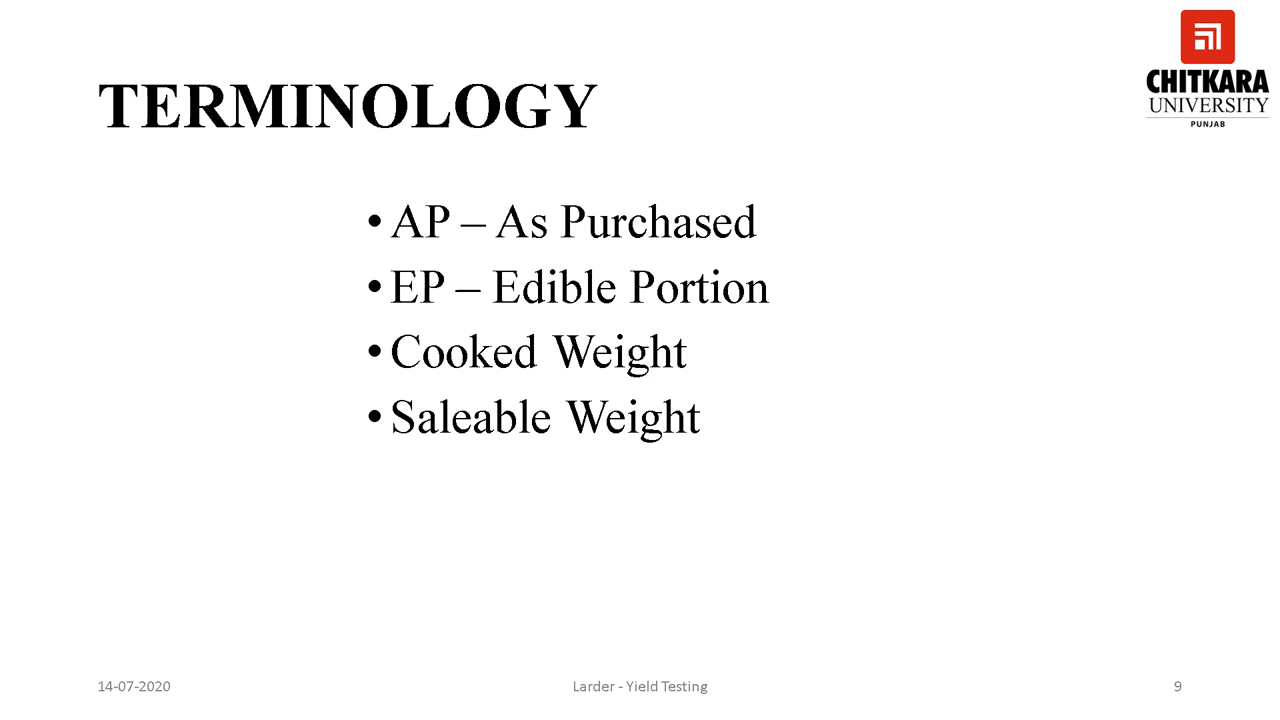 CHITKARA
UNIVERSITY
PUNJAB
TERMINOLOGY
• AP – As Purchased
• EP – Edible Portion
• Cooked Weight
• Saleable Weight
14-07-2020
Larder - Yield Testing
9